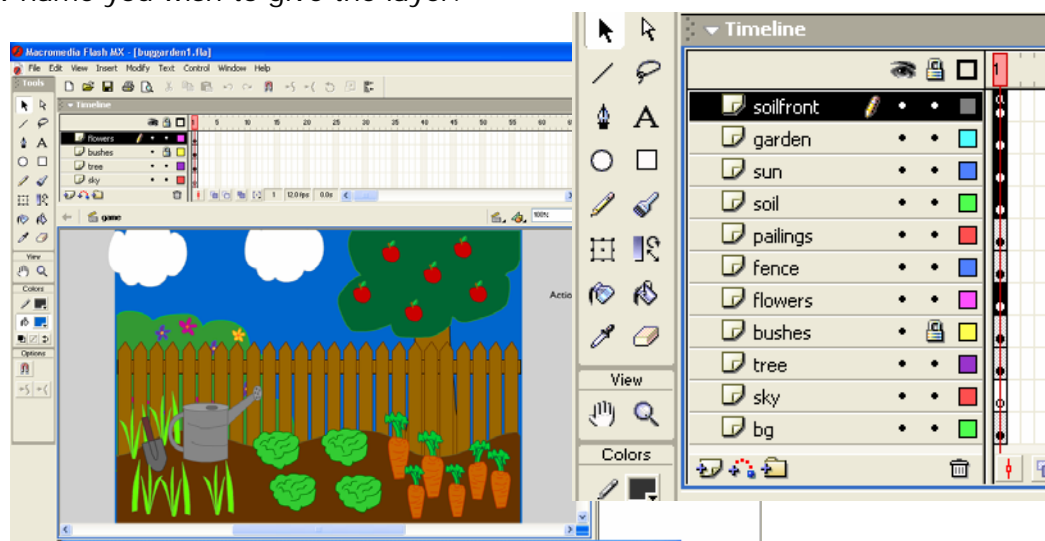 name you wish to give the layer.
Macromedia Flash MX - [buggarden1.fla]
File Edit View Insert Modify Text Control Window Help
Tools
Timeline
1 5 10 15 20 25 30 35 40 45 50 55 60
flowers
bushes
tree
sky
1 12.0 fps 0.0s
game
100%
View
Colors
Options
Actio
Timeline
1
soilfront
garden
sun
soil
pailings
fence
flowers
bushes
tree
sky
bg
A
View
Colors